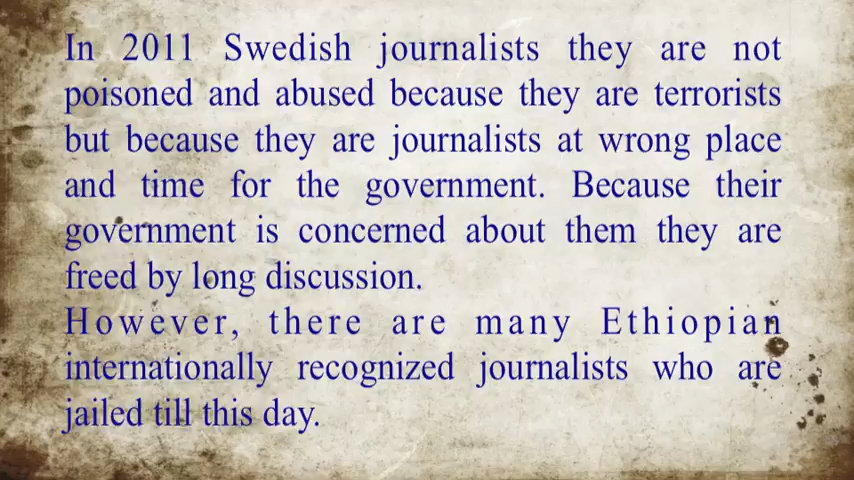 In 2011 Swedish journalists they are not
poisoned and abused because they are terrorists
but because they are journalists at wrong place
and time for the government. Because their
government is concerned about them they are
freed by long discussion.
However, there are many Ethiopian
internationally recognized journalists who are
jailed till this day.